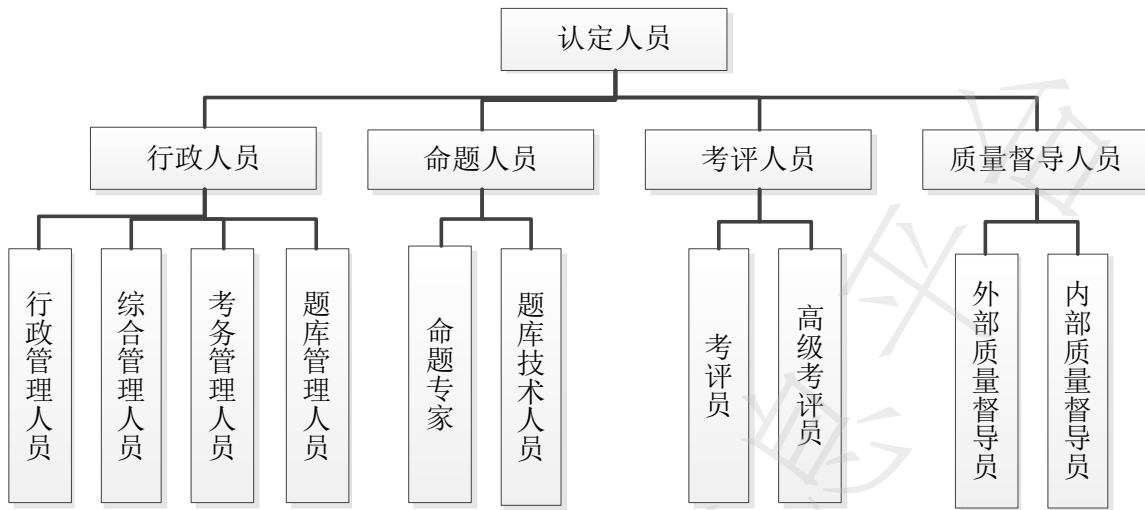 认定人员
行政人员
命题人员
考评人员
质量督导人员
行政管理人员
综合管理人员
考务管理人员
题库管理人员
命题专家
题库技术人员
考评员
高级考评员
外部质量督导员
内部质量督导员